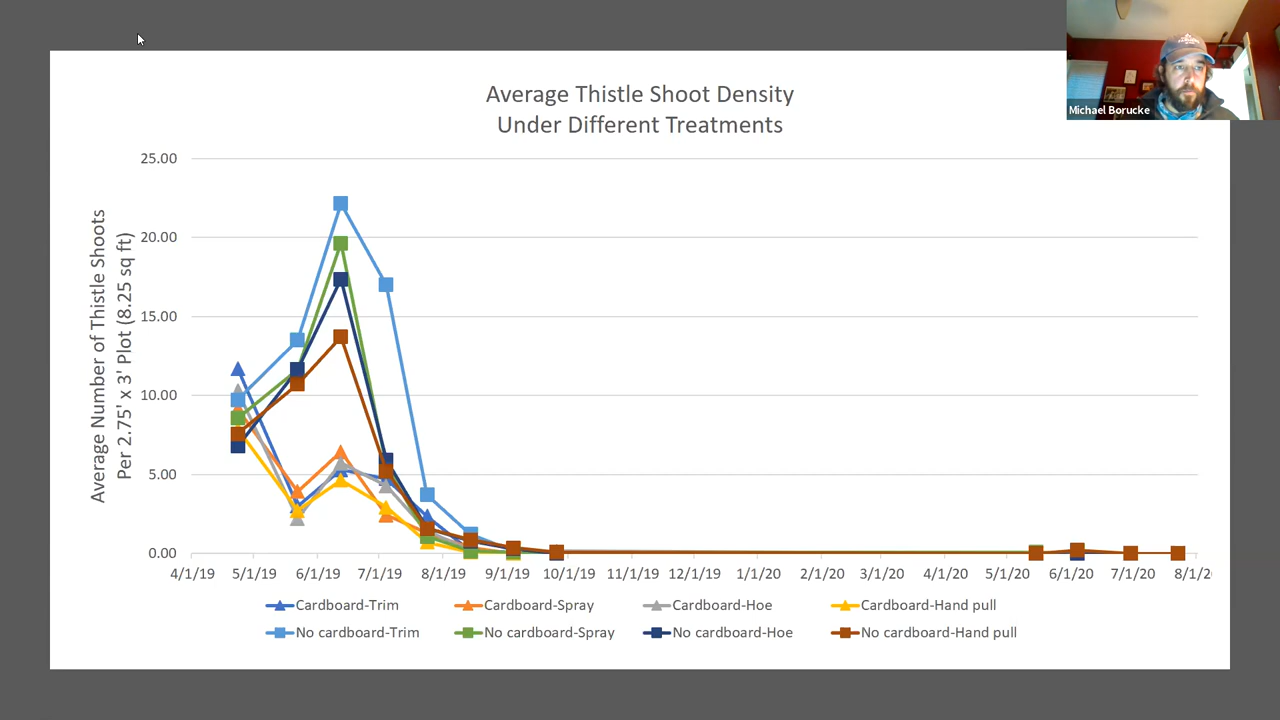 Michael Borucke
Average Thistle Shoot Density
Under Different Treatments
Average Number of Thistle Shoots
Per 2.75' x 3' Plot (8.25 sq ft)
25.00
20.00
15.00
10.00
5.00
0.00
4/1/19 5/1/19 6/1/19 7/1/19 8/1/19 9/1/19 10/1/19 11/1/19 12/1/19 1/1/20 2/1/20 3/1/20 4/1/20 5/1/20 6/1/20 7/1/20 8/1/2
Cardboard-Trim Cardboard-Spray Cardboard-Hoe Cardboard-Hand pull
No cardboard-Trim No cardboard-Spray No cardboard-Hoe No cardboard-Hand pull